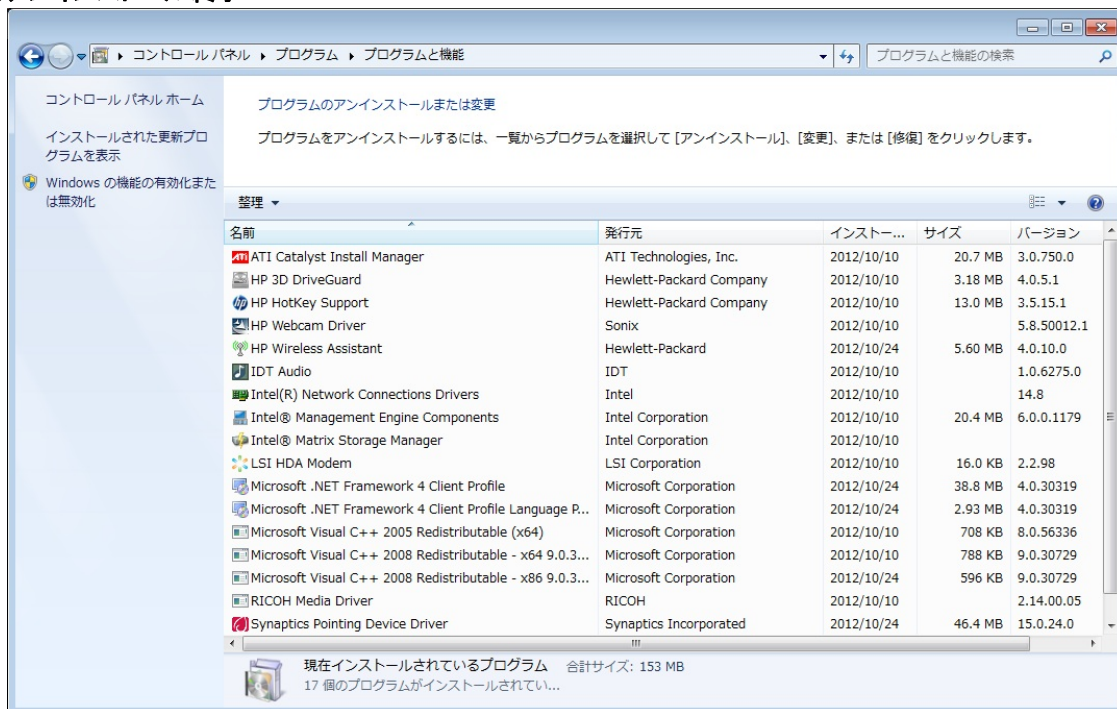 コントロール パネル ▸ プログラム ▸ プログラムと機能
プログラムと機能の検索
コントロール パネル ホーム
インストールされた更新プロ
グラムを表示
Windows の機能の有効化また
は無効化
プログラムのアンインストールまたは変更
プログラムをアンインストールするには、一覧からプログラムを選択して [アンインストール]、[変更]、または [修復] をクリックします。
整理
名前 発行元 インストー... サイズ バージョン
ATI Catalyst Install Manager ATI Technologies, Inc. 2012/10/10 20.7 MB 3.0.750.0
HP 3D DriveGuard Hewlett-Packard Company 2012/10/10 3.18 MB 4.0.5.1
HP HotKey Support Hewlett-Packard Company 2012/10/10 13.0 MB 3.5.15.1
HP Webcam Driver Sonix 2012/10/10 5.8.50012.1
HP Wireless Assistant Hewlett-Packard 2012/10/24 5.60 MB 4.0.10.0
IDT Audio IDT 2012/10/10 1.0.6275.0
Intel(R) Network Connections Drivers Intel 2012/10/10 14.8
Intel® Management Engine Components Intel Corporation 2012/10/10 20.4 MB 6.0.0.1179
Intel® Matrix Storage Manager Intel Corporation 2012/10/10
LSI HDA Modem LSI Corporation 2012/10/10 16.0 KB 2.2.98
Microsoft .NET Framework 4 Client Profile Microsoft Corporation 2012/10/24 38.8 MB 4.0.30319
Microsoft .NET Framework 4 Client Profile Language P... Microsoft Corporation 2012/10/24 2.93 MB 4.0.30319
Microsoft Visual C++ 2005 Redistributable (x64) Microsoft Corporation 2012/10/10 708 KB 8.0.56336
Microsoft Visual C++ 2008 Redistributable - x64 9.0.3... Microsoft Corporation 2012/10/10 788 KB 9.0.30729
Microsoft Visual C++ 2008 Redistributable - x86 9.0.3... Microsoft Corporation 2012/10/24 596 KB 9.0.30729
RICOH Media Driver RICOH 2012/10/10 2.14.00.05
Synaptics Pointing Device Driver Synaptics Incorporated 2012/10/24 46.4 MB 15.0.24.0
現在インストールされているプログラム 合計サイズ: 153 MB
17 個のプログラムがインストールされてい...